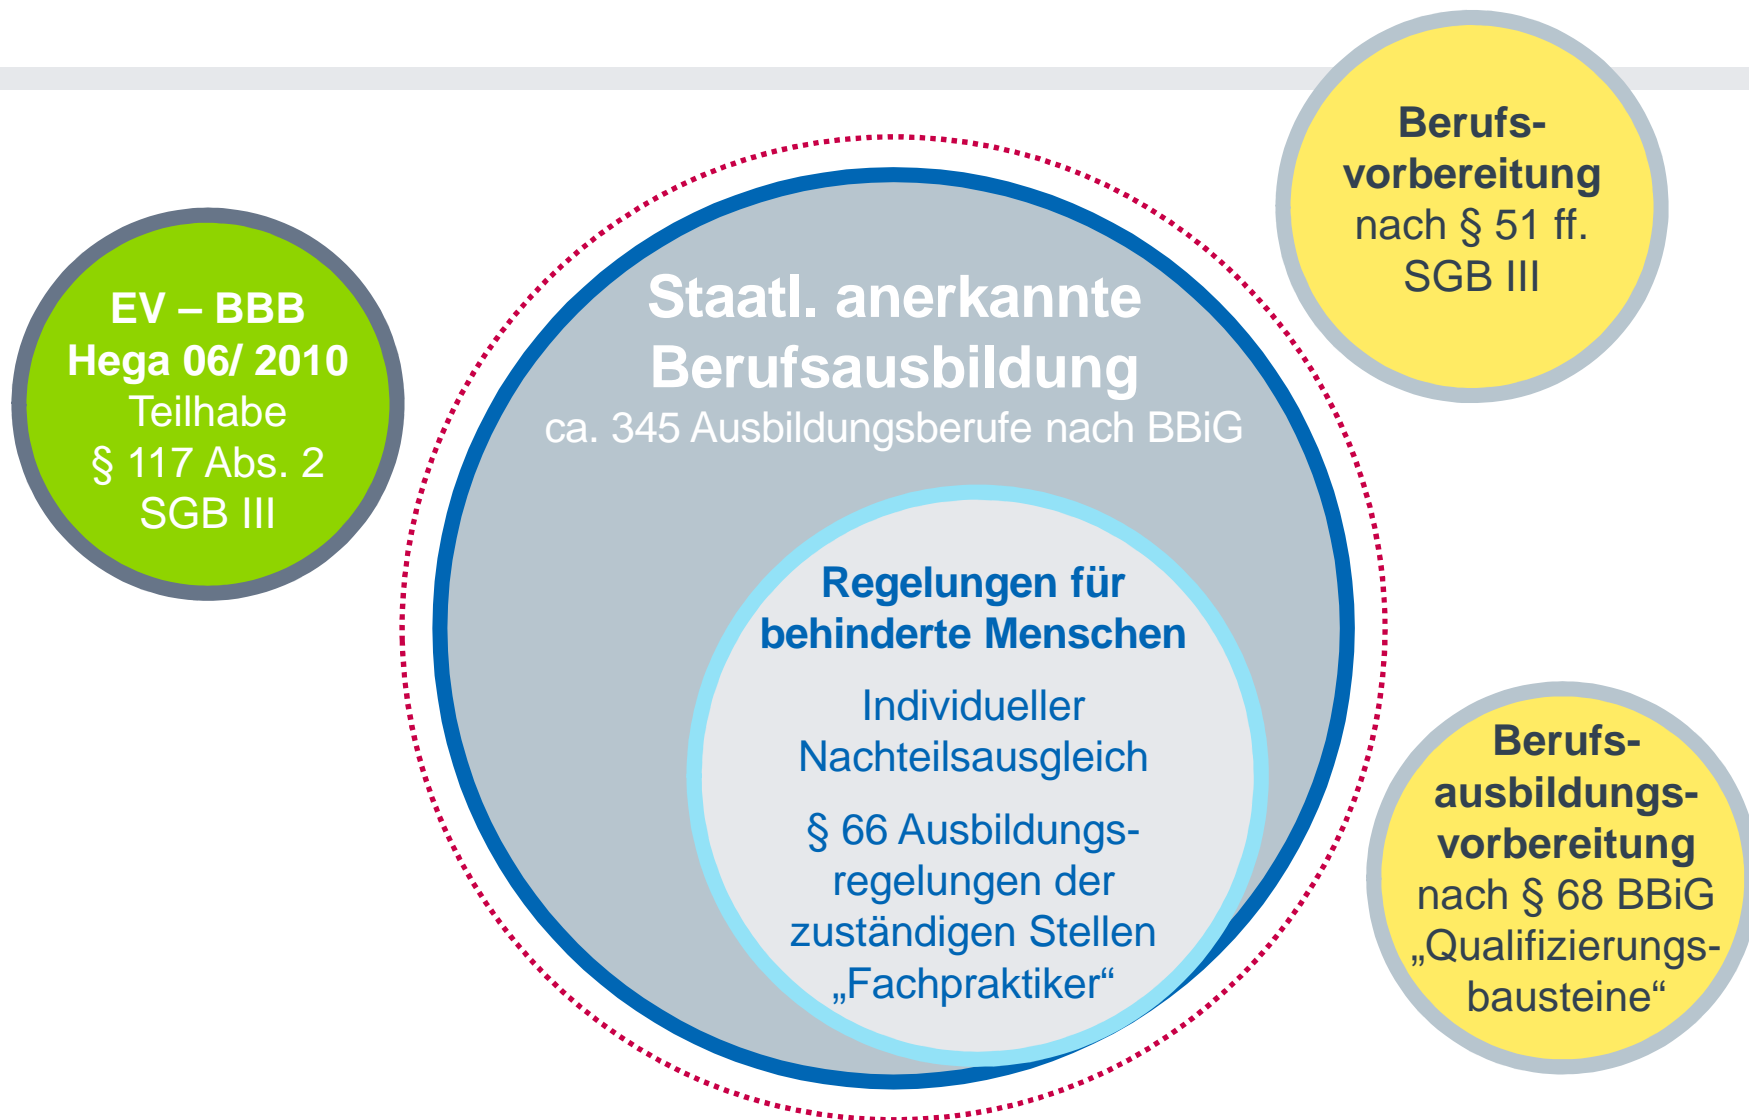 Berufs-
vorbereitung
nach § 51 ff.
SGB III
EV – BBB
Hega 06/ 2010
Teilhabe
§ 117 Abs. 2
SGB III
Staatl. anerkannte
Berufsausbildung
ca. 345 Ausbildungsberufe nach BBiG
Regelungen für
behinderte Menschen
Individueller
Nachteilsausgleich
§ 66 Ausbildungs-
regelungen der
zuständigen Stellen
„Fachpraktiker“
Berufs-
ausbildungs-
vorbereitung
nach § 68 BBiG
„Qualifizierungs-
bausteine“